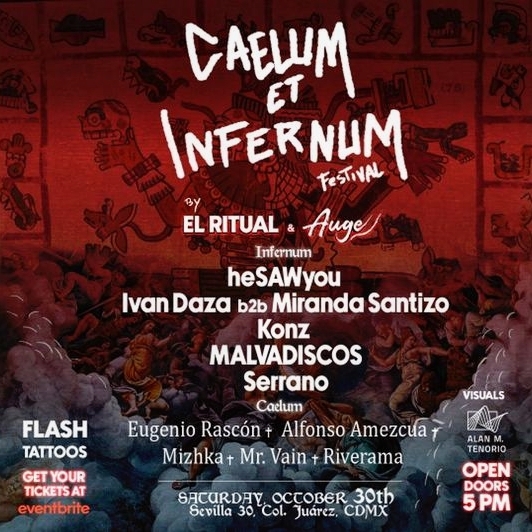 CAELUM
ET
INFERNUM
FESTIVAL
BY
EL RITUAL & Auge
Infernum
heSAWyou
Ivan Daza b2b Miranda Santizo
Konz
MALVADISCOS
Serrano
Caelum
Eugenio Rascón † Alfonso Amezcua †
Mizhka † Mr. Vain † Riverama
FLASH
TATTOOS
GET YOUR
TICKETS AT
eventbrite
VISUALS
ALAN M.
TENORIO
OPEN
DOORS
5 PM
SATURDAY, OCTOBER 30th
Sevilla 30, Col. Juárez, CDMX